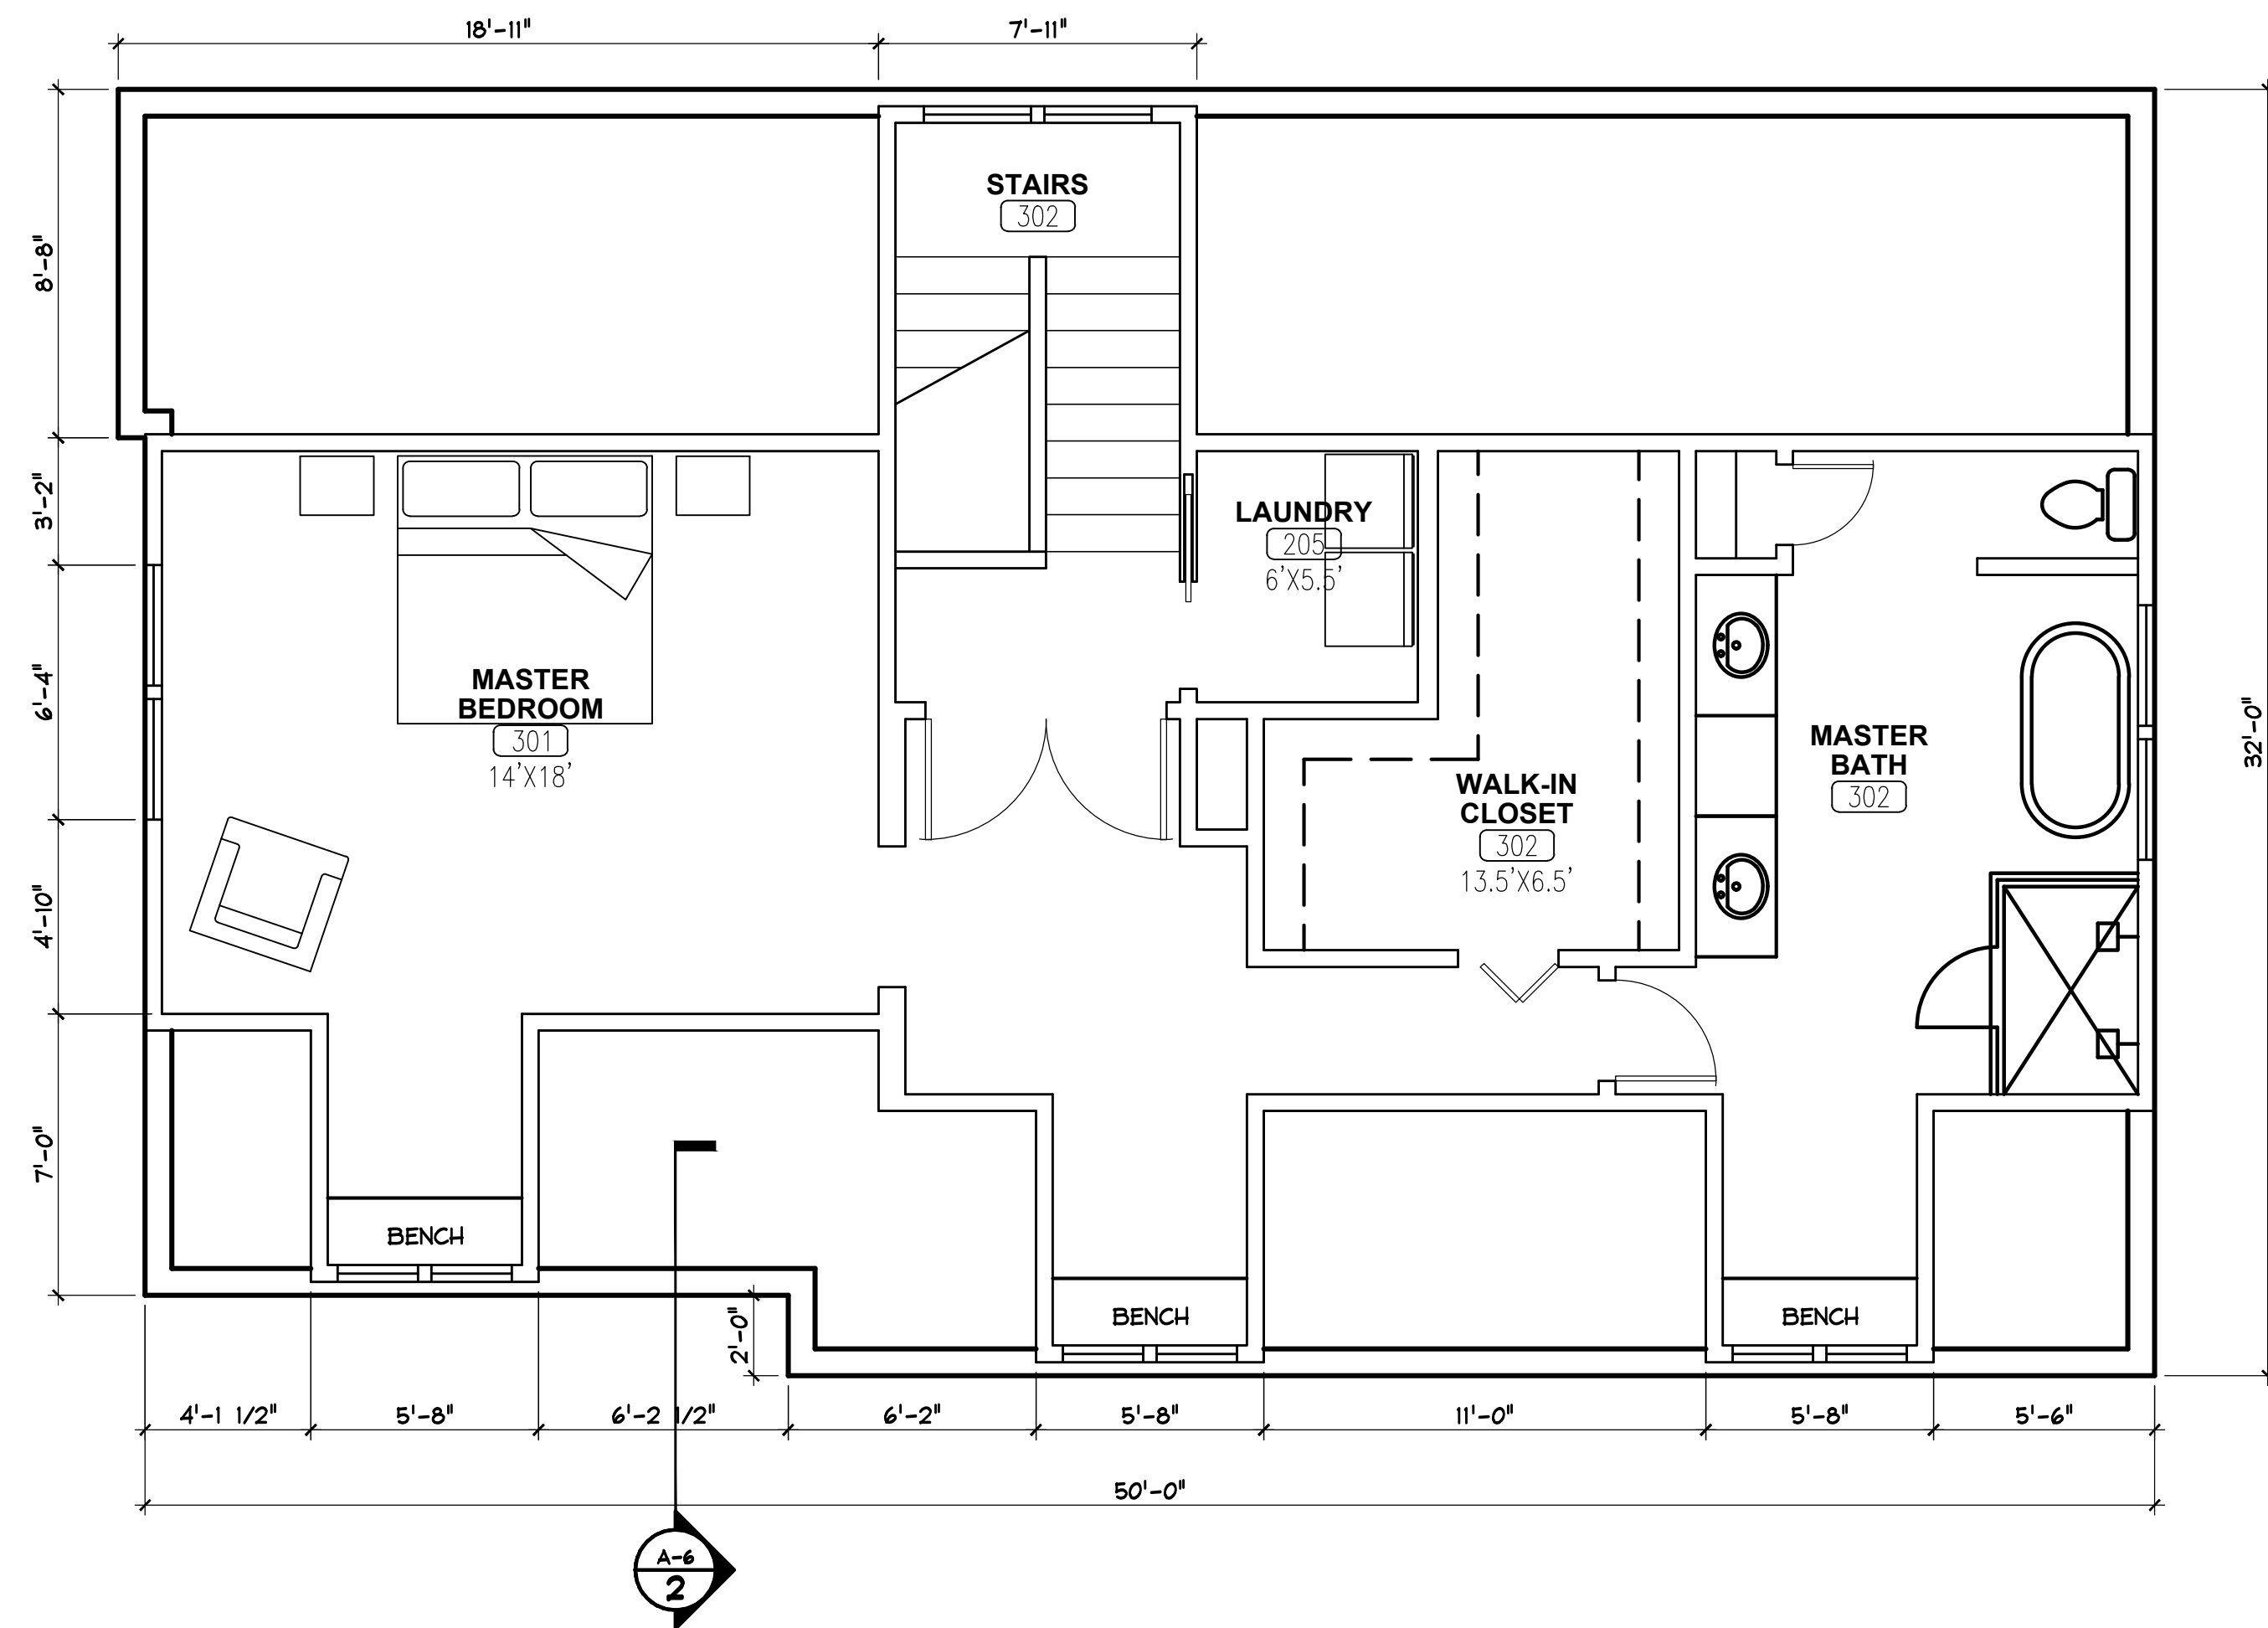 18'-11"
7'-11"
STAIRS
302
8'-8"
3'-2"
6'-4"
4'-10"
7'-0"
LAUNDRY
205
6'X5.5'
MASTER
BEDROOM
301
14'X18'
WALK-IN
CLOSET
302
13.5'X6.5'
MASTER
BATH
302
32'-0"
BENCH
BENCH
BENCH
2'-0"
4'-1 1/2"
5'-8"
6'-2 1/2"
6'-2"
5'-8"
11'-0"
5'-8"
5'-6"
50'-0"
A-6
2